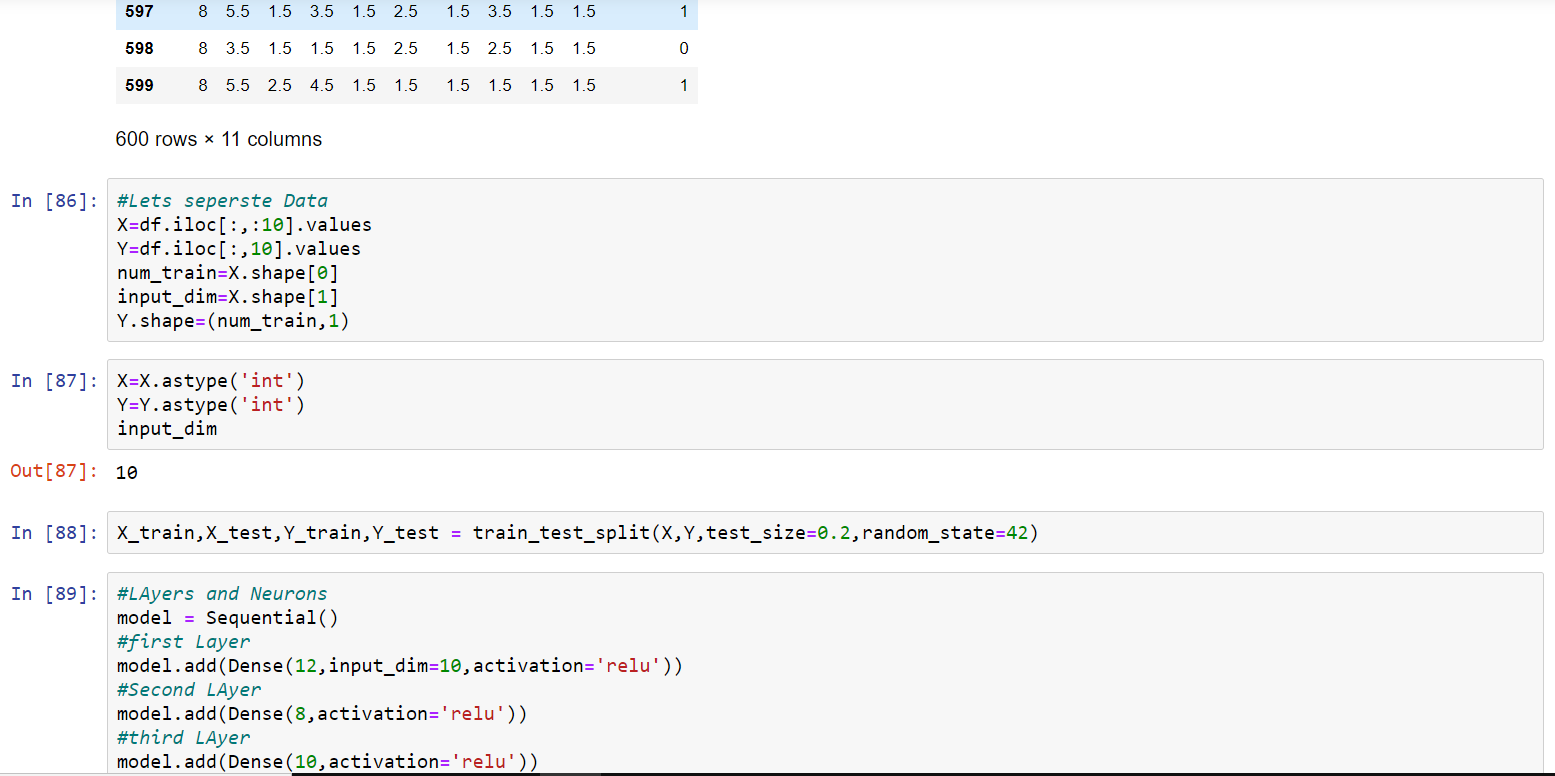 597 8 5.5 1.5 3.5 1.5 2.5 1.5 3.5 1.5 1.5 1
598 8 3.5 1.5 1.5 1.5 2.5 1.5 2.5 1.5 1.5 0
599 8 5.5 2.5 4.5 1.5 1.5 1.5 1.5 1.5 1.5 1
600 rows × 11 columns
In [86]: #Lets seperste Data
X=df.iloc[:,:10].values
Y=df.iloc[:,10].values
num_train=X.shape[0]
input_dim=X.shape[1]
Y.shape=(num_train,1)
In [87]: X=X.astype('int')
Y=Y.astype('int')
input_dim
Out[87]: 10
In [88]: X_train,X_test,Y_train,Y_test = train_test_split(X,Y,test_size=0.2,random_state=42)
In [89]: #LAyers and Neurons
model = Sequential()
#first Layer
model.add(Dense(12,input_dim=10,activation='relu'))
#Second LAyer
model.add(Dense(8,activation='relu'))
#third LAyer
model.add(Dense(10,activation='relu'))